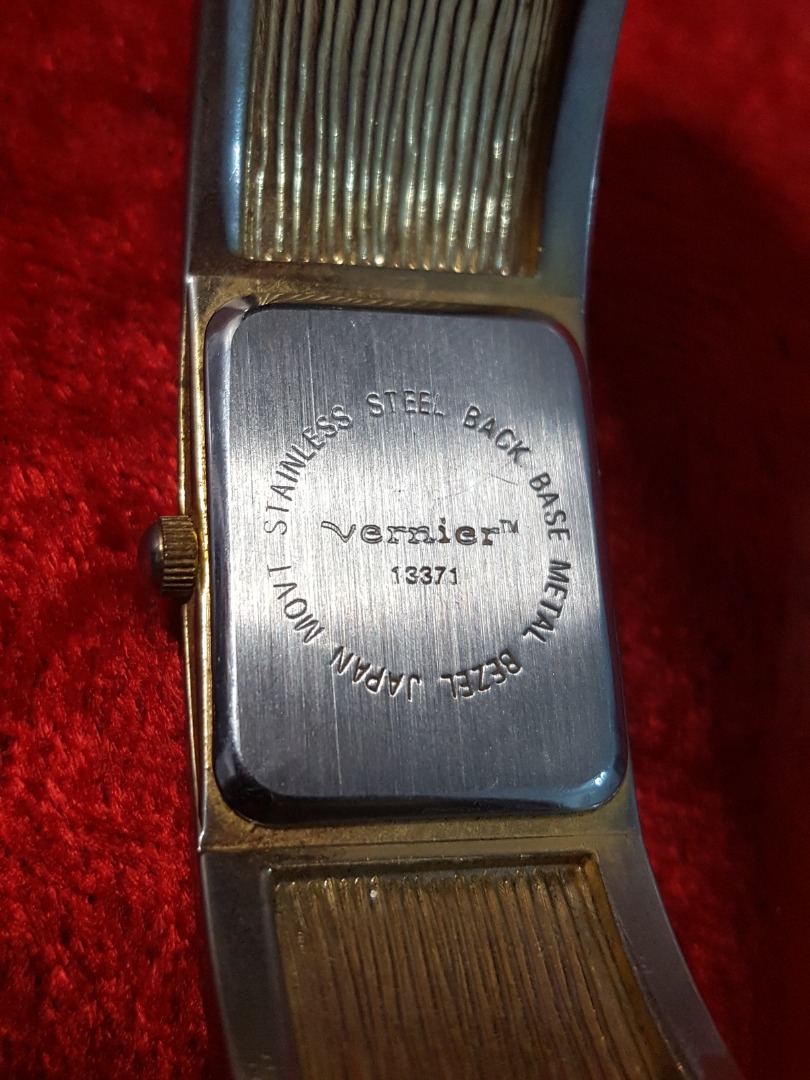 STAINLESS STEEL BACK BASE METAL BEZEL JAPAN MOVT
Vernier™
13371